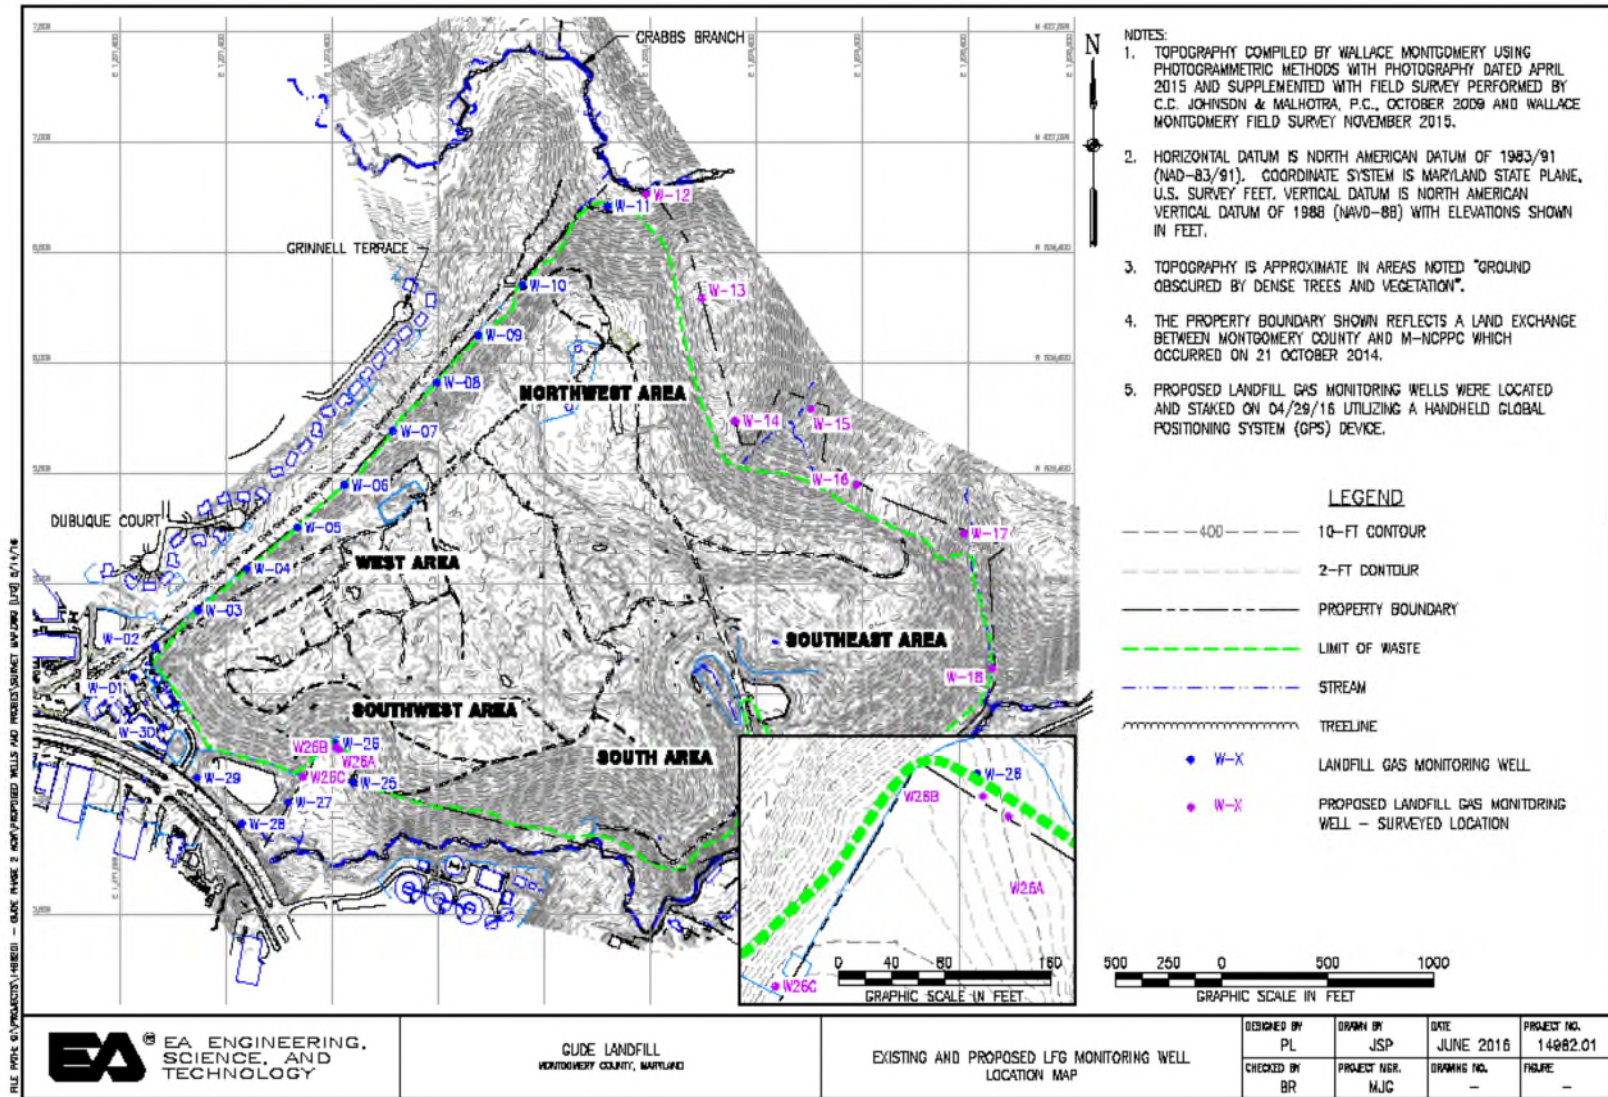 CRABBS BRANCH
GRINNELL TERRACE
DUBUQUE COURT
N
W-12
W-11
W-10
W-13
W-09
W-08
W-07
W-14
W-15
W-06
W-16
W-05
W-17
W-04
W-03
W-02
W-01
W-18
W-30
W-29
W26B
W-26
W26A
W26C
W-25
W-27
W-28
NORTHWEST AREA
WEST AREA
SOUTHEAST AREA
SOUTHWEST AREA
SOUTH AREA
W26B
W-26
W26A
W26C
0 40 80 160
GRAPHIC SCALE IN FEET
NOTES:
1. TOPOGRAPHY COMPILED BY WALLACE MONTGOMERY USING
PHOTOGRAMMETRIC METHODS WITH PHOTOGRAPHY DATED APRIL
2015 AND SUPPLEMENTED WITH FIELD SURVEY PERFORMED BY
C.C. JOHNSON & MALHOTRA, P.C., OCTOBER 2009 AND WALLACE
MONTGOMERY FIELD SURVEY NOVEMBER 2015.
2. HORIZONTAL DATUM IS NORTH AMERICAN DATUM OF 1983/91
(NAD-83/91). COORDINATE SYSTEM IS MARYLAND STATE PLANE,
U.S. SURVEY FEET. VERTICAL DATUM IS NORTH AMERICAN
VERTICAL DATUM OF 1988 (NAVD-88) WITH ELEVATIONS SHOWN
IN FEET.
3. TOPOGRAPHY IS APPROXIMATE IN AREAS NOTED "GROUND
OBSCURED BY DENSE TREES AND VEGETATION".
4. THE PROPERTY BOUNDARY SHOWN REFLECTS A LAND EXCHANGE
BETWEEN MONTGOMERY COUNTY AND M-NCPPC WHICH
OCCURRED ON 21 OCTOBER 2014.
5. PROPOSED LANDFILL GAS MONITORING WELLS WERE LOCATED
AND STAKED ON 04/29/16 UTILIZING A HANDHELD GLOBAL
POSITIONING SYSTEM (GPS) DEVICE.
LEGEND
400 10-FT CONTOUR
2-FT CONTOUR
PROPERTY BOUNDARY
LIMIT OF WASTE
STREAM
TREELINE
W-X LANDFILL GAS MONITORING WELL
W-X PROPOSED LANDFILL GAS MONITORING
WELL - SURVEYED LOCATION
500 250 0 500 1000
GRAPHIC SCALE IN FEET
EA ® EA ENGINEERING,
SCIENCE, AND
TECHNOLOGY
GUDE LANDFILL
MONTGOMERY COUNTY, MARYLAND
EXISTING AND PROPOSED LFG MONITORING WELL
LOCATION MAP
DESIGNED BY
PL
DRAWN BY
JSP
DATE
JUNE 2016
PROJECT NO.
14982.01
CHECKED BY
BR
PROJECT MGR.
MJG
DRAWING NO.
-
FIGURE
-